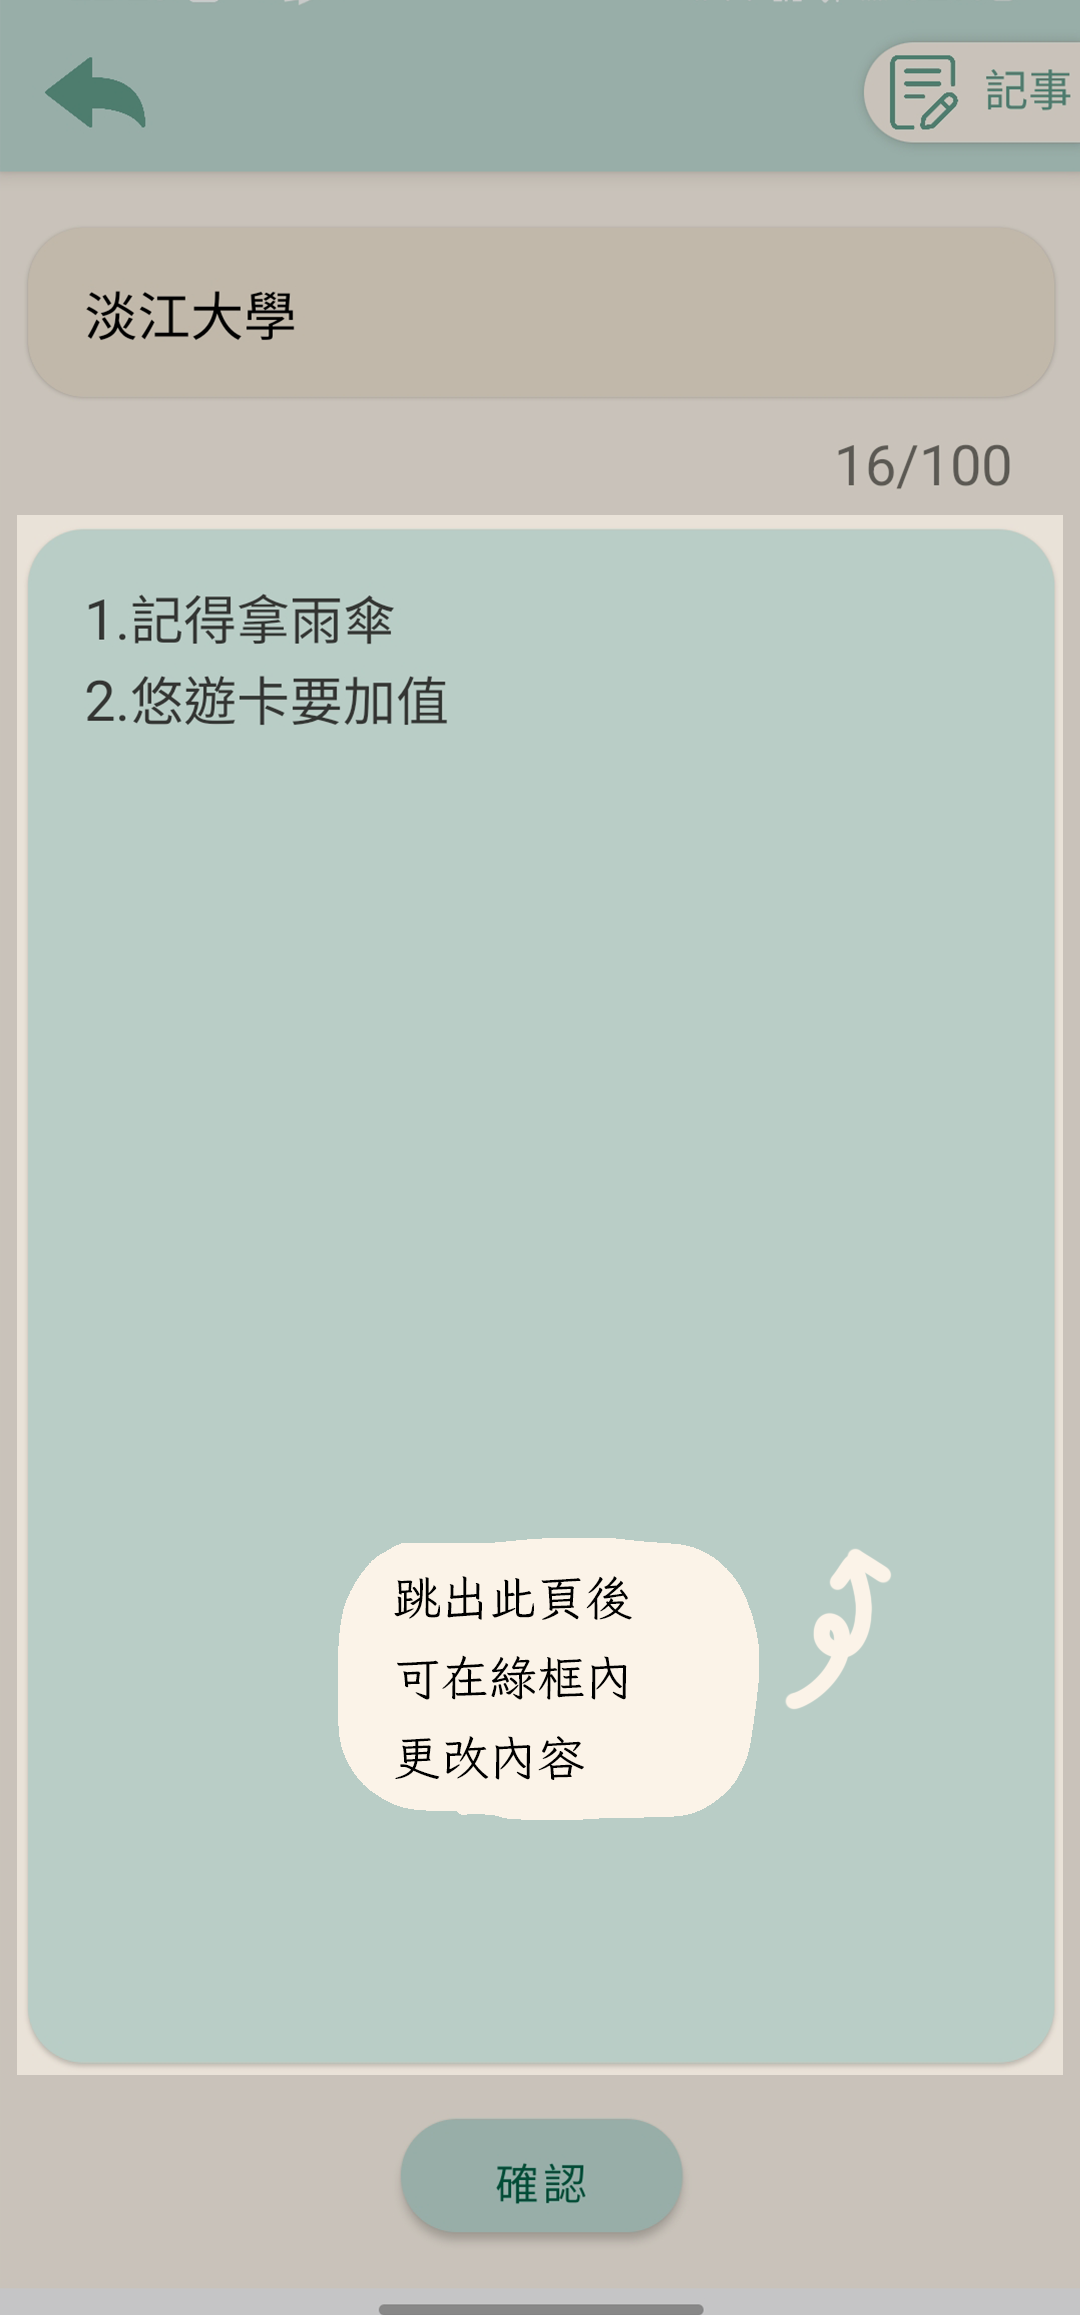 記事
淡江大學
16/100
1.記得拿雨傘
2.悠遊卡要加值
跳出此頁後
可在綠框內
更改內容
確認